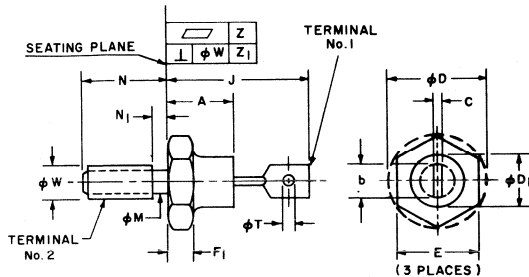 Z
⊥ φW Z1
TERMINAL
No.1
SEATING PLANE
N
J
A
N1
φD
C
φW
φM
b
φD1
φT
TERMINAL
No.2
F1
E
(3 PLACES)